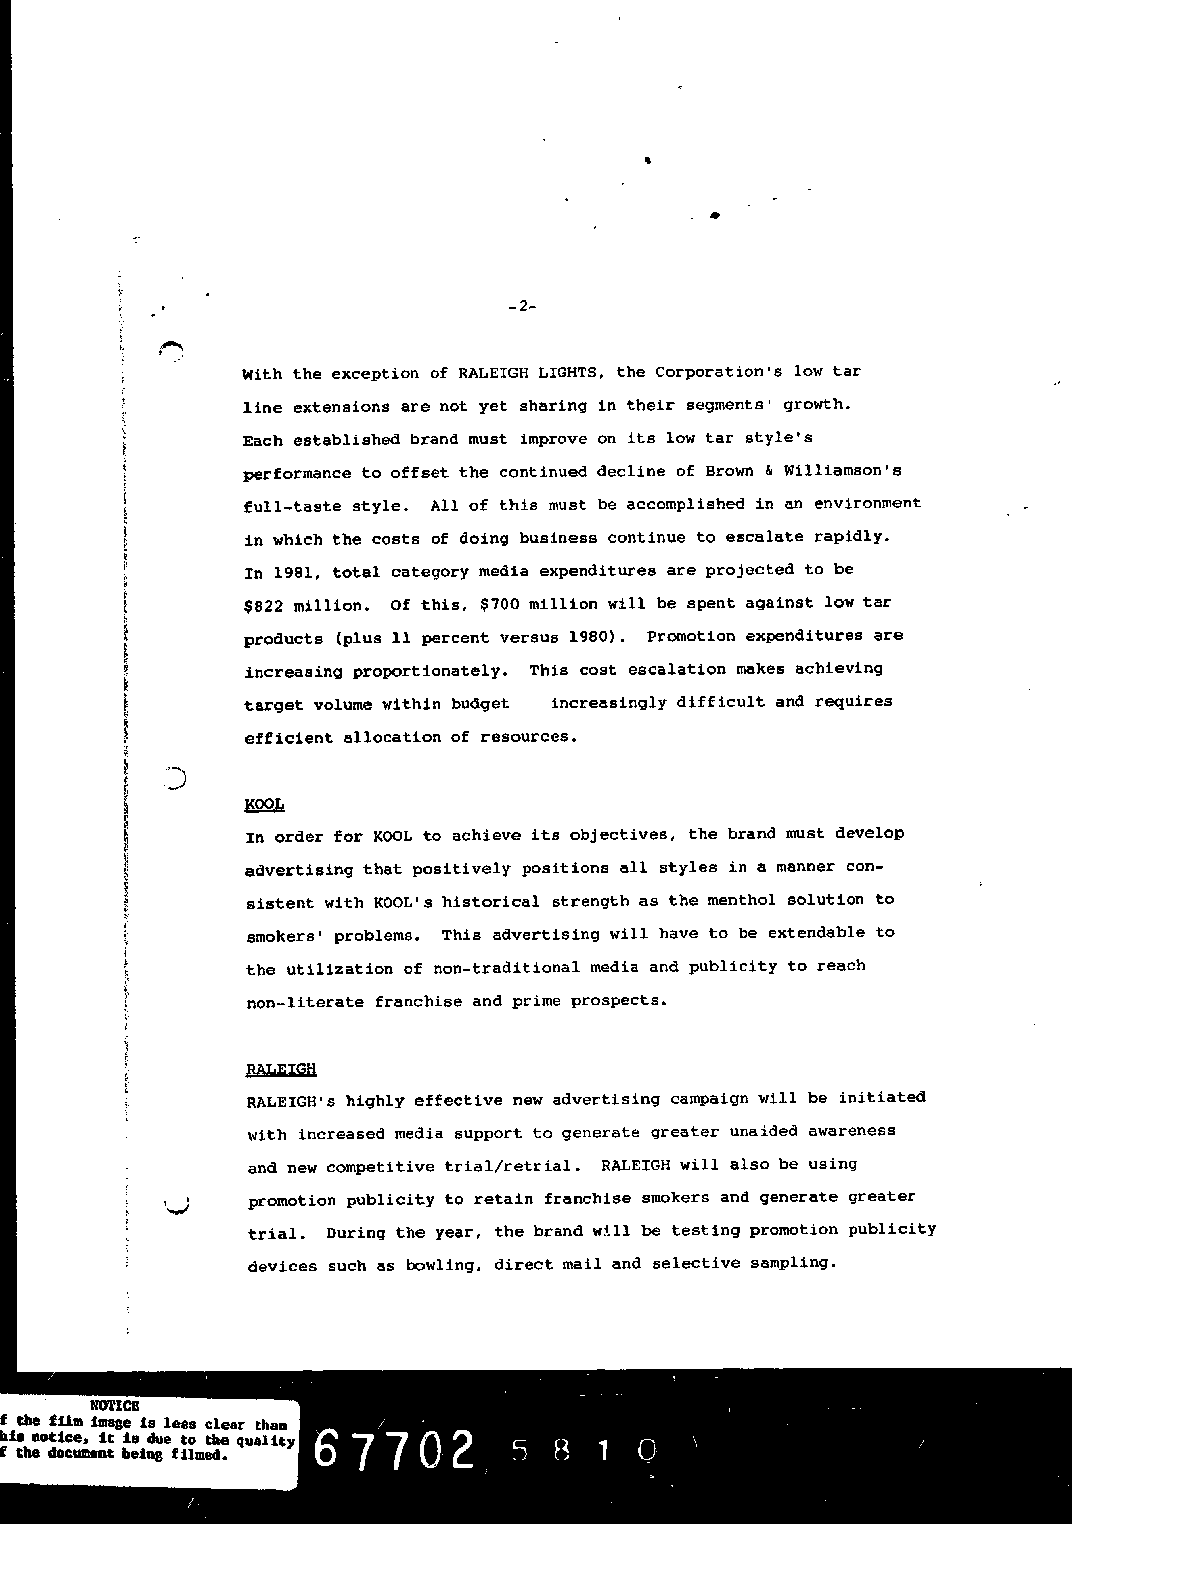 -2-
With the exception of RALEIGH LIGHTS, the Corporation's low tar
line extensions are not yet sharing in their segments' growth.
Each established brand must improve on its low tar style's
performance to offset the continued decline of Brown & Williamson's
full-taste style. All of this must be accomplished in an environment
in which the costs of doing business continue to escalate rapidly.
In 1981, total category media expenditures are projected to be
$822 million. Of this, $700 million will be spent against low tar
products (plus 11 percent versus 1980). Promotion expenditures are
increasing proportionately. This cost escalation makes achieving
target volume within budget increasingly difficult and requires
efficient allocation of resources.
KOOL
In order for KOOL to achieve its objectives, the brand must develop
advertising that positively positions all styles in a manner con-
sistent with KOOL's historical strength as the menthol solution to
smokers' problems. This advertising will have to be extendable to
the utilization of non-traditional media and publicity to reach
non-literate franchise and prime prospects.
RALEIGH
RALEIGH's highly effective new advertising campaign will be initiated
with increased media support to generate greater unaided awareness
and new competitive trial/retrial. RALEIGH will also be using
promotion publicity to retain franchise smokers and generate greater
trial. During the year, the brand will be testing promotion publicity
devices such as bowling, direct mail and selective sampling.
NOTICE
f the film image is less clear than
his notice, it is due to the quality
f the document being filmed.
67702 5810